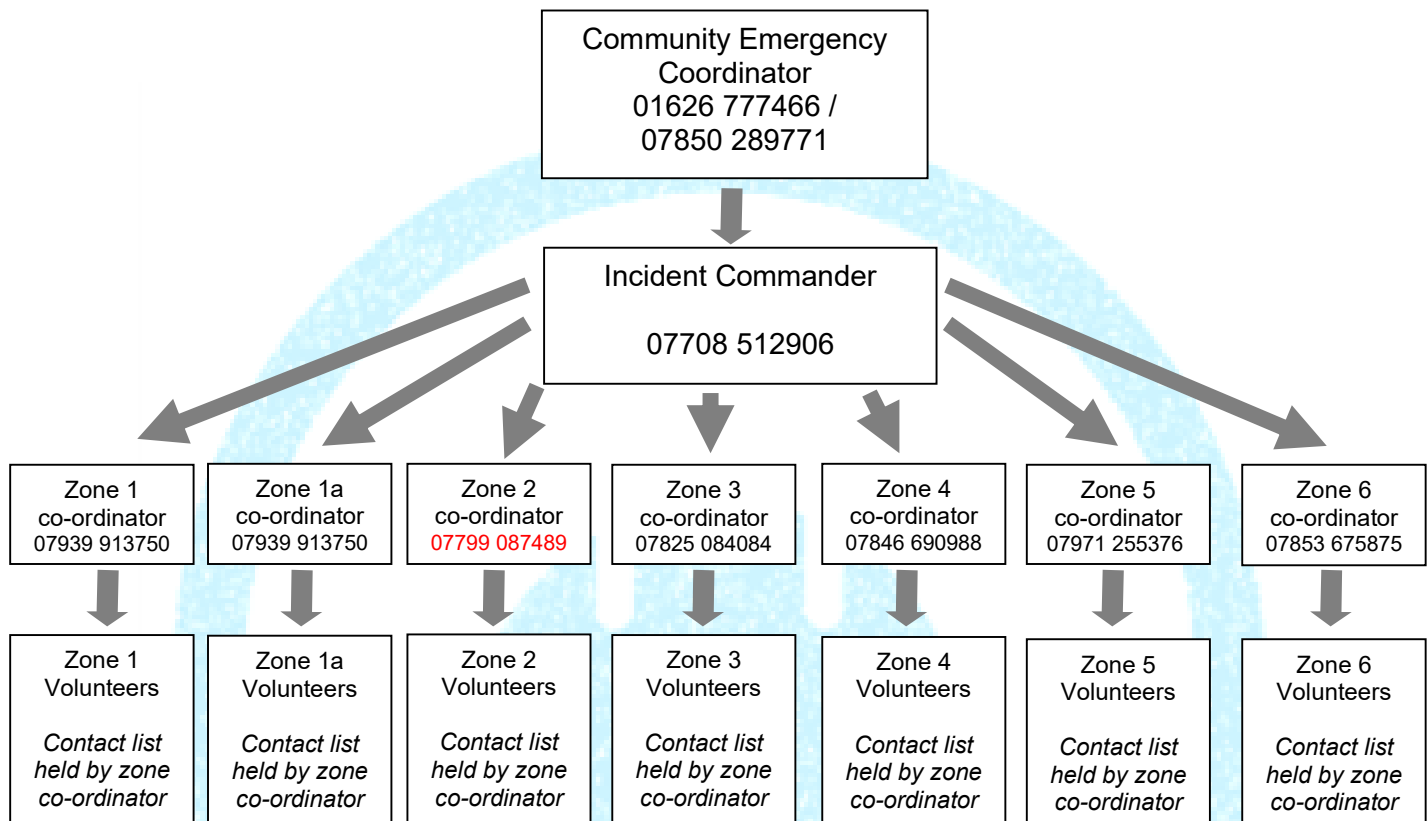 Community Emergency
Coordinator
01626 777466 /
07850 289771
Incident Commander
07708 512906
Zone 1
co-ordinator
07939 913750
Zone 1a
co-ordinator
07939 913750
Zone 2
co-ordinator
07799 087489
Zone 3
co-ordinator
07825 084084
Zone 4
co-ordinator
07846 690988
Zone 5
co-ordinator
07971 255376
Zone 6
co-ordinator
07853 675875
Zone 1
Volunteers
Contact list
held by zone
co-ordinator
Zone 1a
Volunteers
Contact list
held by zone
co-ordinator
Zone 2
Volunteers
Contact list
held by zone
co-ordinator
Zone 3
Volunteers
Contact list
held by zone
co-ordinator
Zone 4
Volunteers
Contact list
held by zone
co-ordinator
Zone 5
Volunteers
Contact list
held by zone
co-ordinator
Zone 6
Volunteers
Contact list
held by zone
co-ordinator